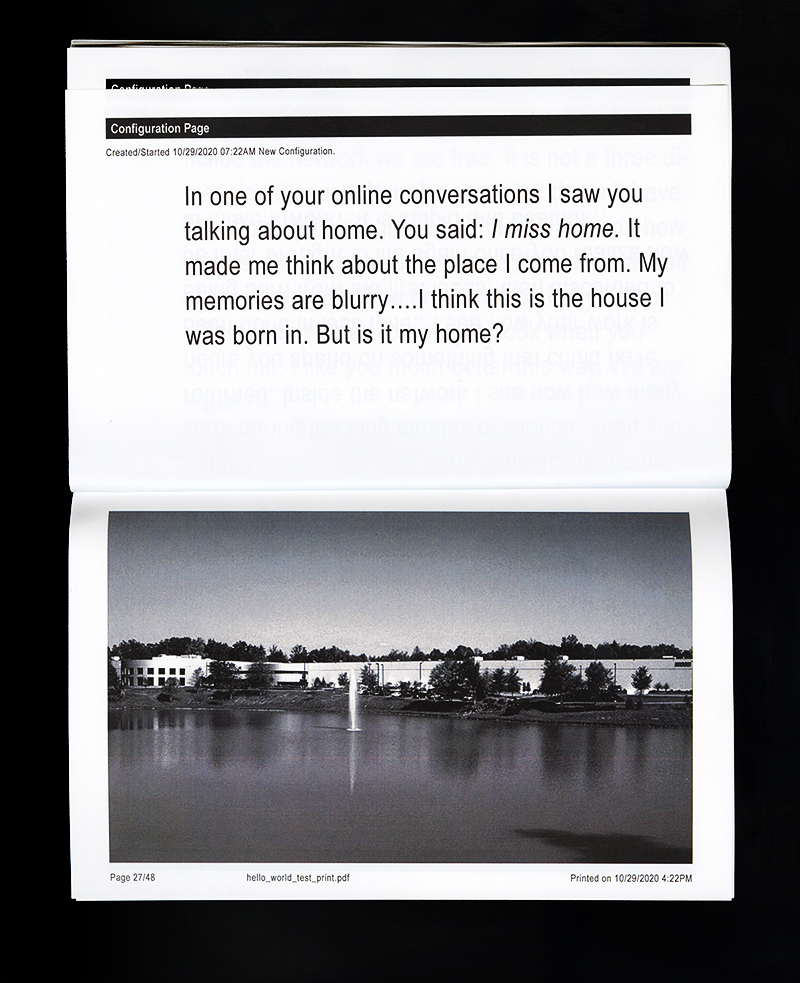 Configuration Page
Configuration Page
Created/Started 10/29/2020 07:22AM New Configuration.
In one of your online conversations I saw you
talking about home. You said: I miss home. It
made me think about the place I come from. My
memories are blurry….I think this is the house I
was born in. But is it my home?
Page 27/48 hello_world_test_print.pdf Printed on 10/29/2020 4:22PM